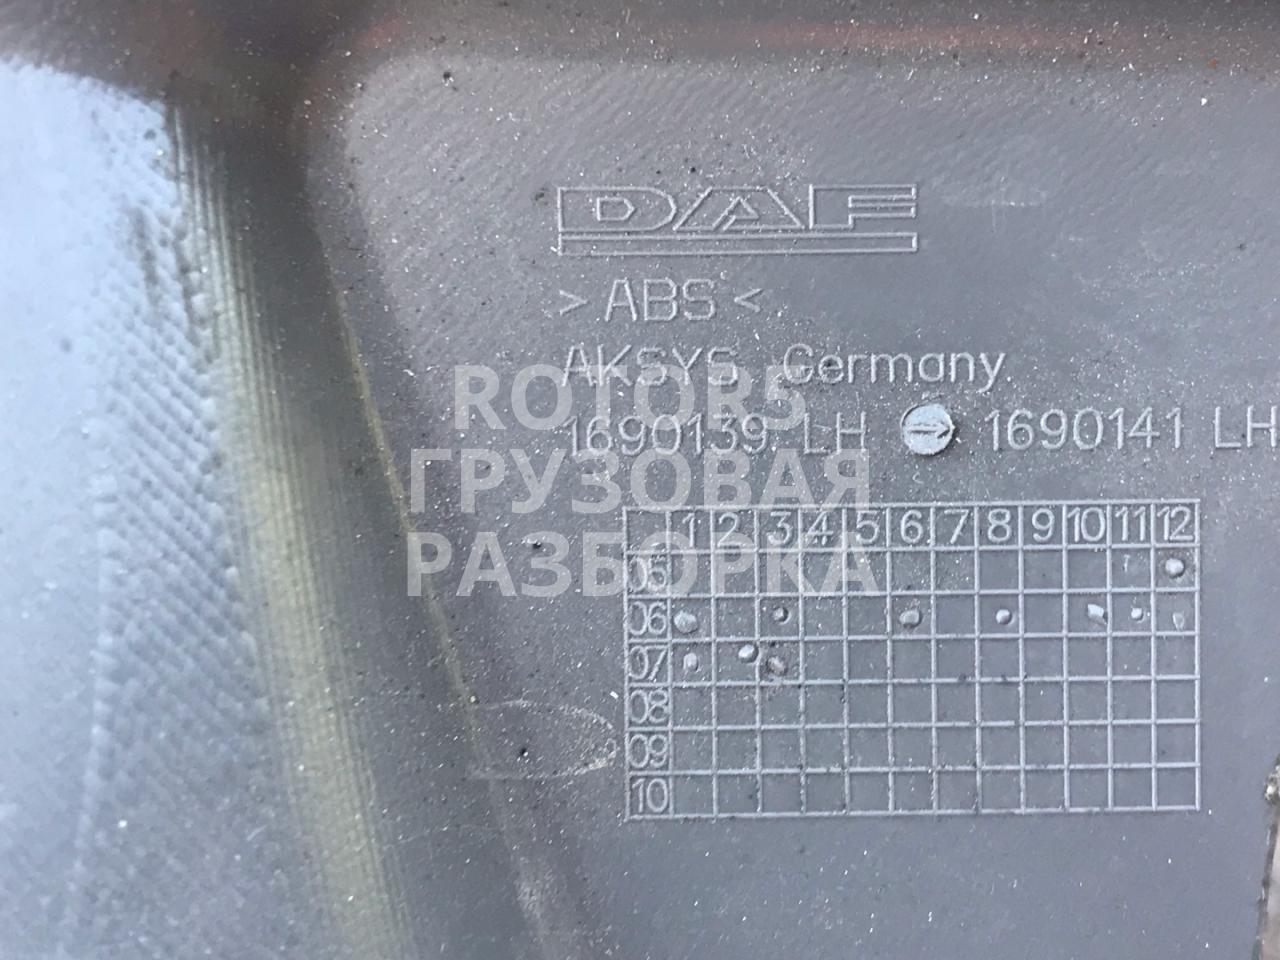 DAF
> ABS <
AKSYS Germany
1690139 LH → 1690141 LH
1 2 3 4 5 6 7 8 9 10 11 12
05
06
07
08
09
10
ROTOR5
ГРУЗОВАЯ
РАЗБОРКА